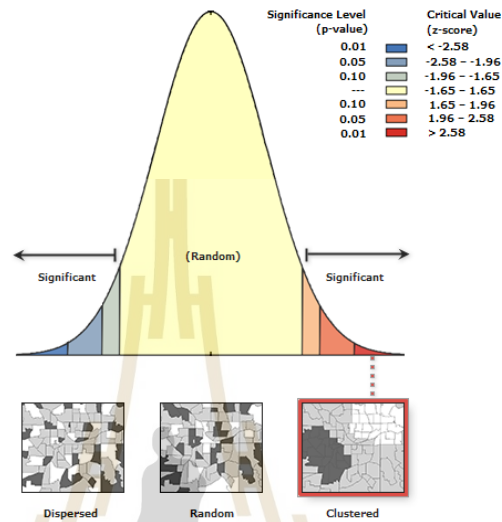 Significance Level Critical Value
(p-value) (z-score)
0.01 < -2.58
0.05 -2.58 – -1.96
0.10 -1.96 – -1.65
--- -1.65 – 1.65
0.10 1.65 – 1.96
0.05 1.96 – 2.58
0.01 > 2.58
(Random)
Significant Significant
Dispersed Random Clustered